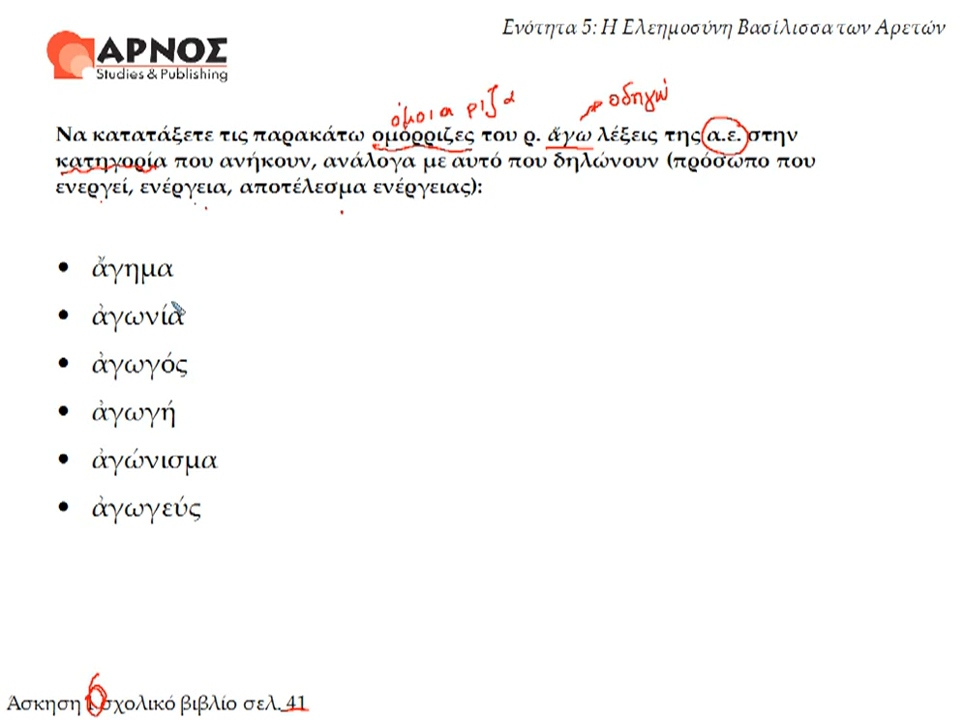 Ενότητα 5: Η Ελεημοσύνη Βασίλισσα των Αρετών
ΑΡΝΟΣ
Studies & Publishing
όμοια ριζα
οδηγώ
Να κατατάξετε τις παρακάτω ομόρριζες του ρ. ἄγω λέξεις της α.ε. στην
κατηγορία που ανήκουν, ανάλογα με αυτό που δηλώνουν (πρόσωπο που
ενεργεί, ενέργεια, αποτέλεσμα ενέργειας):
• ἄγημα
• ἀγωνία
• ἀγωγός
• ἀγωγή
• ἀγώνισμα
• ἀγωγεύς
Άσκηση 6 σχολικό βιβλίο σελ. 41